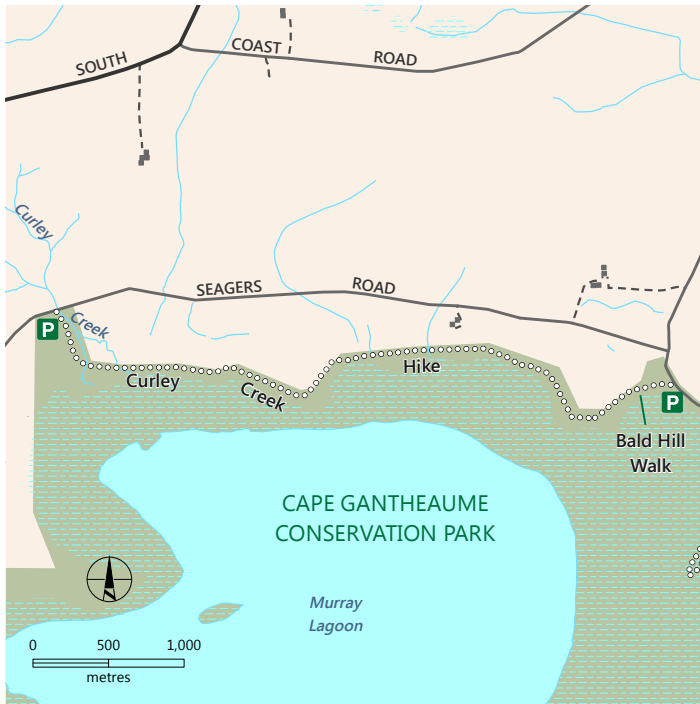 SOUTH COAST ROAD
Curley
Creek
SEAGERS ROAD
P
Curley Creek Hike
P
Bald Hill
Walk
CAPE GANTHEAUME
CONSERVATION PARK
Murray
Lagoon
N
0 500 1,000
metres